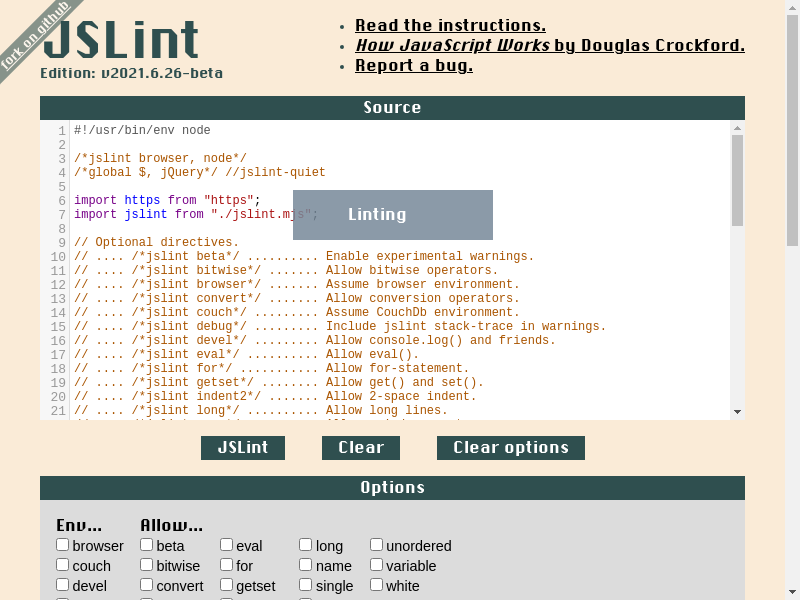 fork on github
JSLint
Edition: v2021.6.26-beta
Read the instructions.
How JavaScript Works by Douglas Crockford.
Report a bug.
Source
1 #!/usr/bin/env node
2
3 /*jslint browser, node*/
4 /*global $, jQuery*/ //jslint-quiet
5
6 import https from "https";
7 import jslint from "./jslint.mjs";
Linting
8
9 // Optional directives.
10 // .... /*jslint beta*/ .......... Enable experimental warnings.
11 // .... /*jslint bitwise*/ ....... Allow bitwise operators.
12 // .... /*jslint browser*/ ....... Assume browser environment.
13 // .... /*jslint convert*/ ....... Allow conversion operators.
14 // .... /*jslint couch*/ ......... Assume CouchDb environment.
15 // .... /*jslint debug*/ ......... Include jslint stack-trace in warnings.
16 // .... /*jslint devel*/ ......... Allow console.log() and friends.
17 // .... /*jslint eval*/ .......... Allow eval().
18 // .... /*jslint for*/ ........... Allow for-statement.
19 // .... /*jslint getset*/ ........ Allow get() and set().
20 // .... /*jslint indent2*/ ....... Allow 2-space indent.
21 // .... /*jslint long*/ .......... Allow long lines.
JSLint Clear Clear options
Options
Env... Allow...
browser beta eval long unordered
couch bitwise for name variable
devel convert getset single white